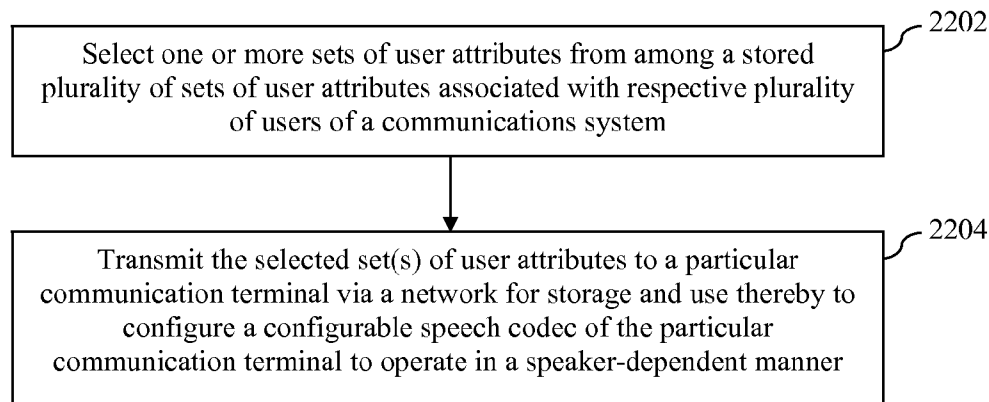 2202
Select one or more sets of user attributes from among a stored
plurality of sets of user attributes associated with respective plurality
of users of a communications system
2204
Transmit the selected set(s) of user attributes to a particular
communication terminal via a network for storage and use thereby to
configure a configurable speech codec of the particular
communication terminal to operate in a speaker-dependent manner